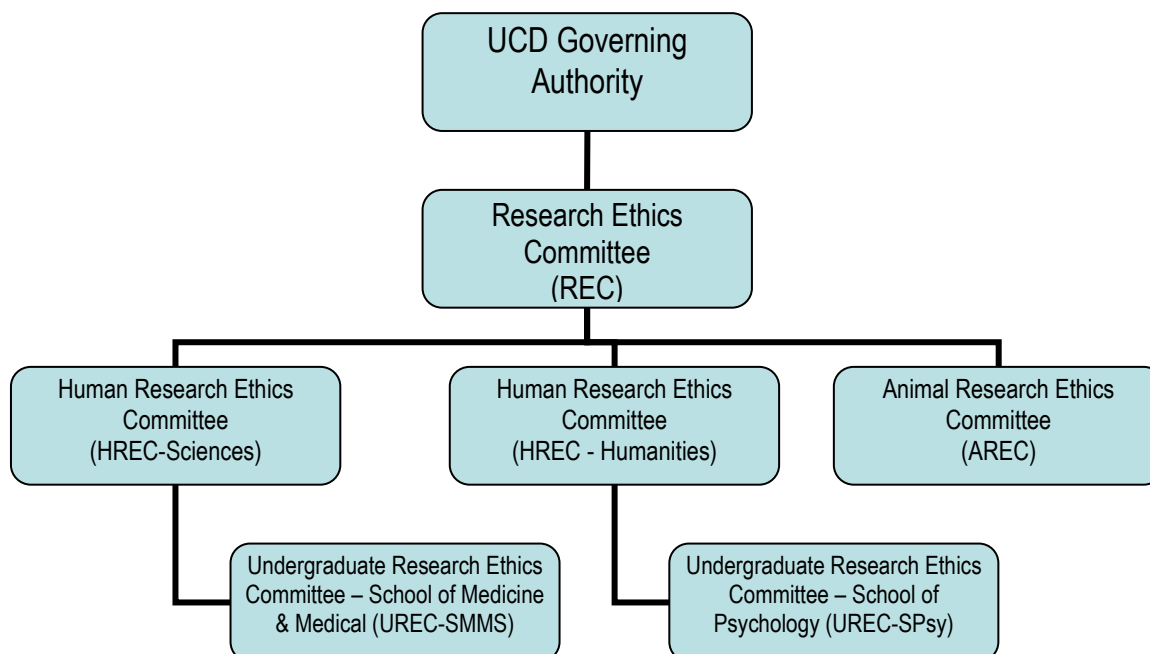 UCD Governing
Authority
Research Ethics
Committee
(REC)
Human Research Ethics
Committee
(HREC-Sciences)
Human Research Ethics
Committee
(HREC - Humanities)
Animal Research Ethics
Committee
(AREC)
Undergraduate Research Ethics
Committee – School of Medicine
& Medical (UREC-SMMS)
Undergraduate Research Ethics
Committee – School of
Psychology (UREC-SPsy)